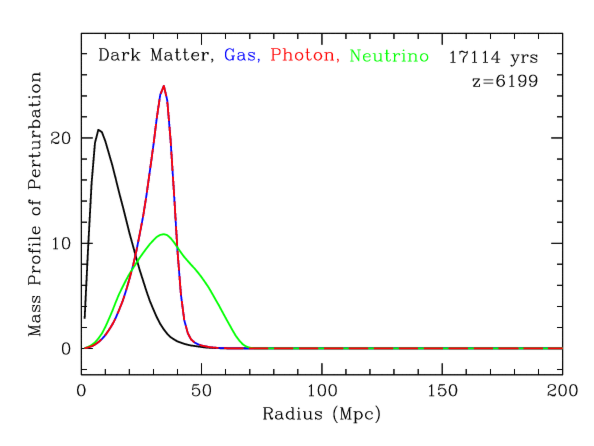 Dark Matter, Gas, Photon, Neutrino 17114 yrs
z=6199
Mass Profile of Perturbation
20
10
0
0 50 100 150 200
Radius (Mpc)